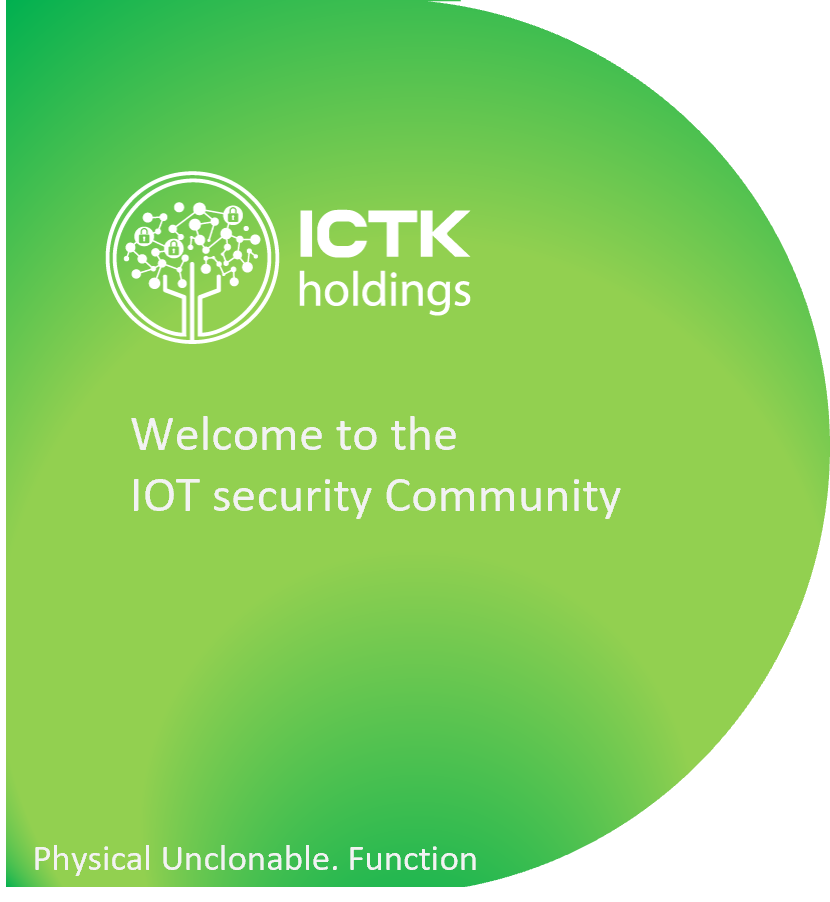 ICTK
holdings
Welcome to the
IOT security Community
Physical Unclonable. Function